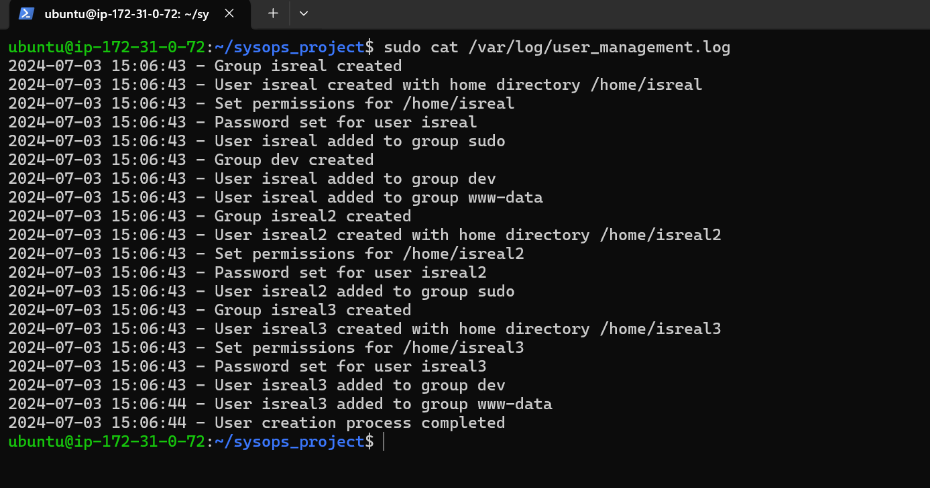 ubuntu@ip-172-31-0-72: ~/sy
ubuntu@ip-172-31-0-72:~/sysops_project$ sudo cat /var/log/user_management.log
2024-07-03 15:06:43 - Group isreal created
2024-07-03 15:06:43 - User isreal created with home directory /home/isreal
2024-07-03 15:06:43 - Set permissions for /home/isreal
2024-07-03 15:06:43 - Password set for user isreal
2024-07-03 15:06:43 - User isreal added to group sudo
2024-07-03 15:06:43 - Group dev created
2024-07-03 15:06:43 - User isreal added to group dev
2024-07-03 15:06:43 - User isreal added to group www-data
2024-07-03 15:06:43 - Group isreal2 created
2024-07-03 15:06:43 - User isreal2 created with home directory /home/isreal2
2024-07-03 15:06:43 - Set permissions for /home/isreal2
2024-07-03 15:06:43 - Password set for user isreal2
2024-07-03 15:06:43 - User isreal2 added to group sudo
2024-07-03 15:06:43 - Group isreal3 created
2024-07-03 15:06:43 - User isreal3 created with home directory /home/isreal3
2024-07-03 15:06:43 - Set permissions for /home/isreal3
2024-07-03 15:06:43 - Password set for user isreal3
2024-07-03 15:06:43 - User isreal3 added to group dev
2024-07-03 15:06:44 - User isreal3 added to group www-data
2024-07-03 15:06:44 - User creation process completed
ubuntu@ip-172-31-0-72:~/sysops_project$